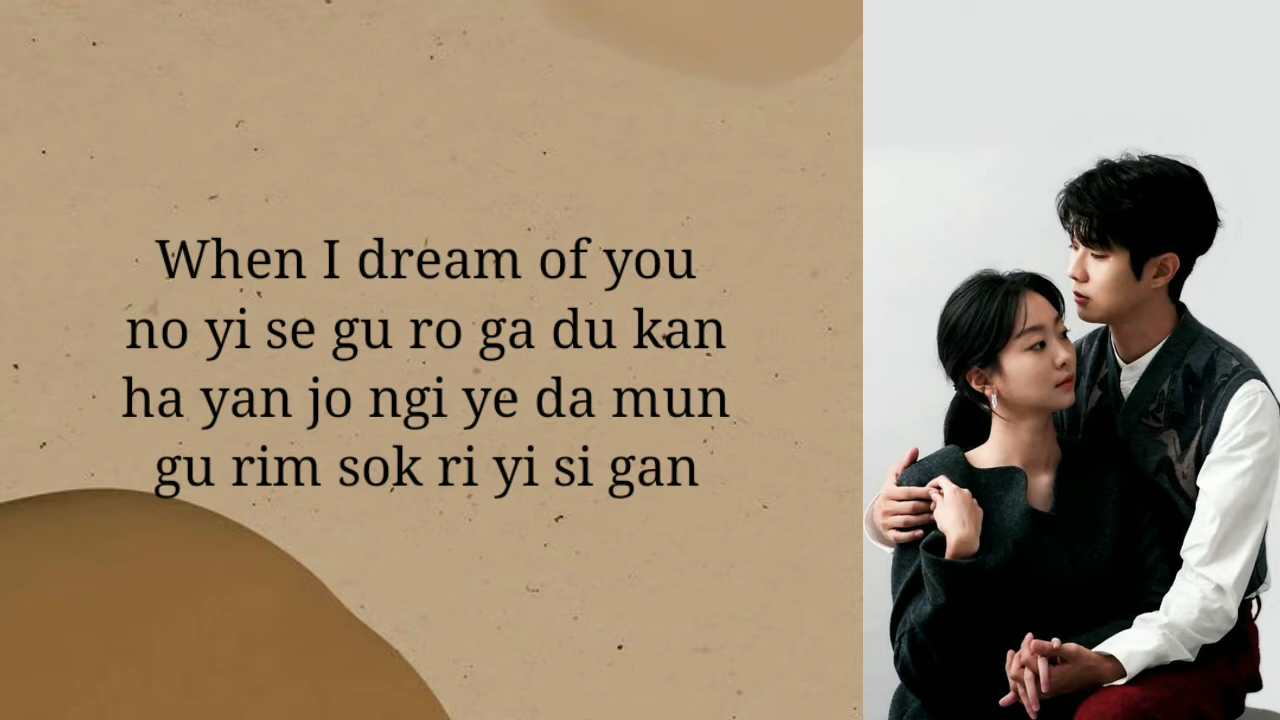 When I dream of you
no yi se gu ro ga du kan
ha yan jo ngi ye da mun
gu rim sok ri yi si gan